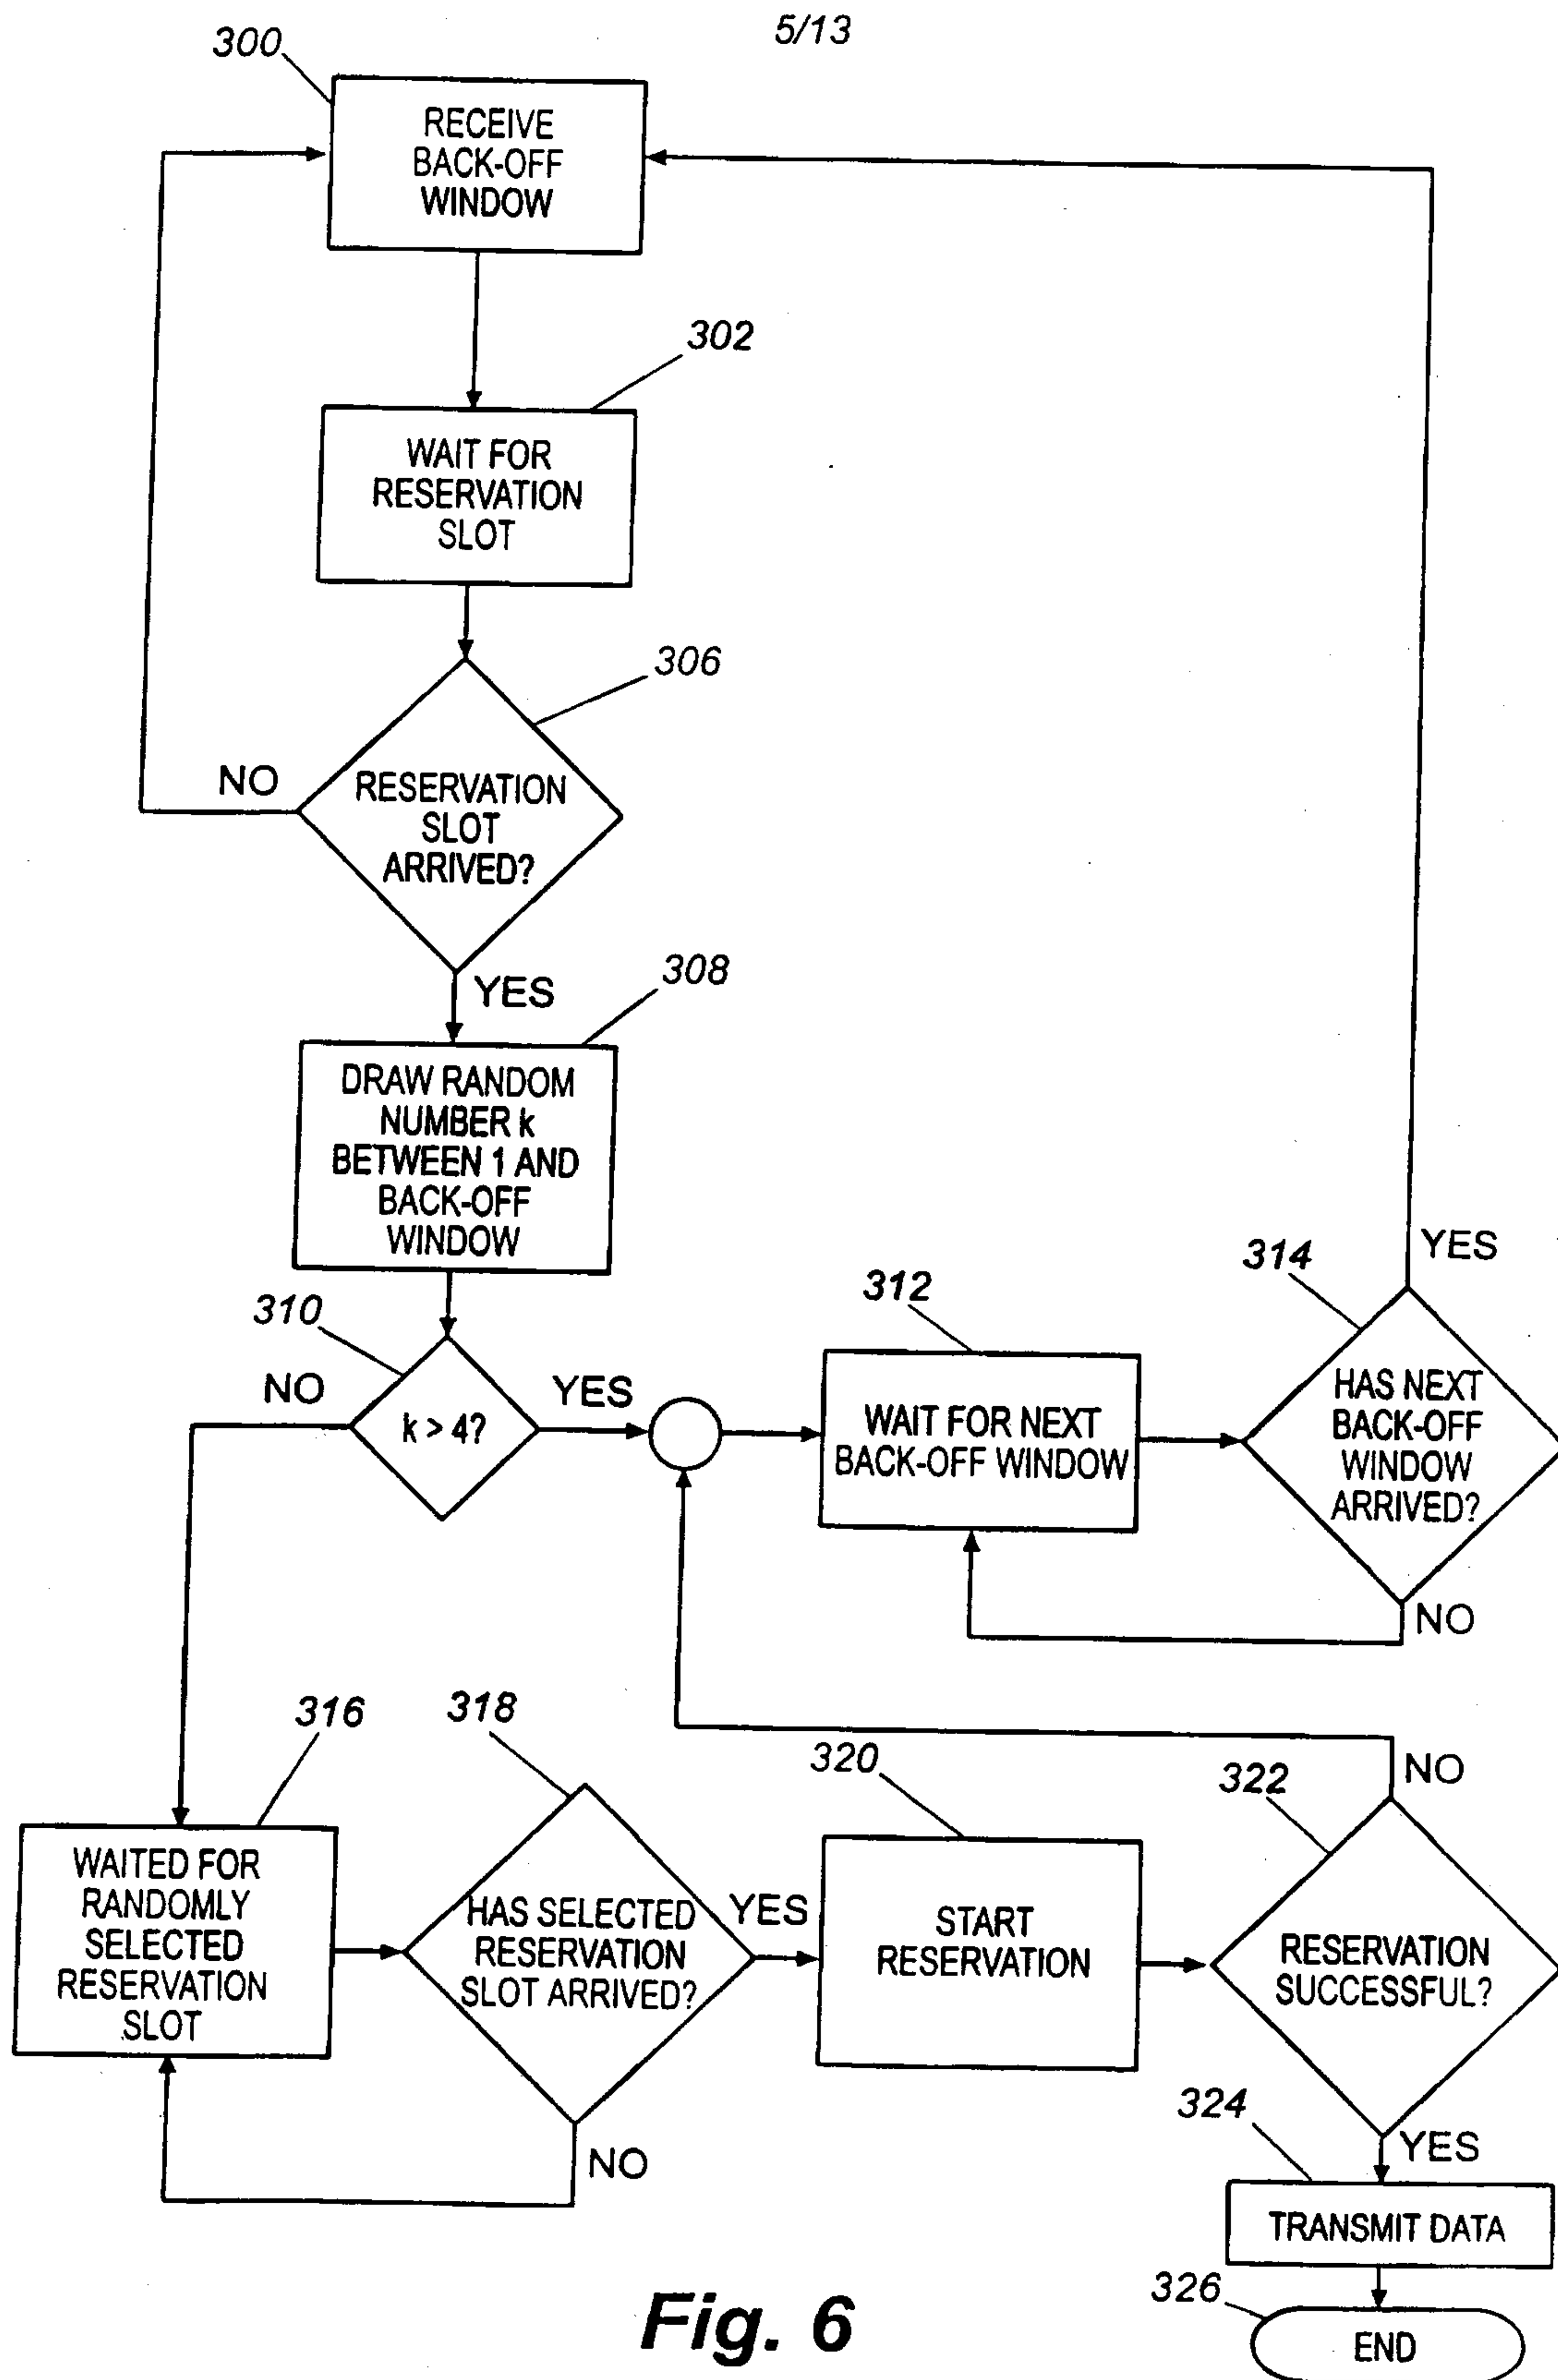 5/13
300
RECEIVE
BACK-OFF
WINDOW
302
WAIT FOR
RESERVATION
SLOT
306
NO
RESERVATION
SLOT
ARRIVED?
YES
308
DRAW RANDOM
NUMBER k
BETWEEN 1 AND
BACK-OFF
WINDOW
310
NO
k > 4?
YES
312
WAIT FOR NEXT
BACK-OFF WINDOW
314
YES
HAS NEXT
BACK-OFF
WINDOW
ARRIVED?
NO
316
WAITED FOR
RANDOMLY
SELECTED
RESERVATION
SLOT
318
HAS SELECTED
RESERVATION
SLOT ARRIVED?
YES
NO
320
START
RESERVATION
322
NO
RESERVATION
SUCCESSFUL?
YES
324
TRANSMIT DATA
326
END
Fig. 6